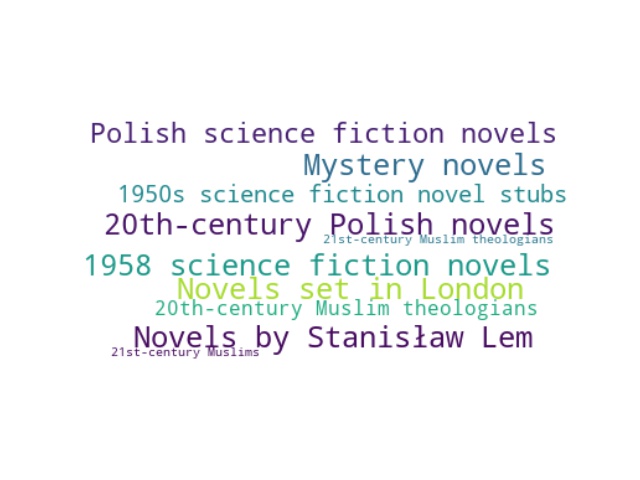 Polish science fiction novels
Mystery novels
1950s science fiction novel stubs
20th-century Polish novels
21st-century Muslim theologians
1958 science fiction novels
Novels set in London
20th-century Muslim theologians
Novels by Stanisław Lem
21st-century Muslims